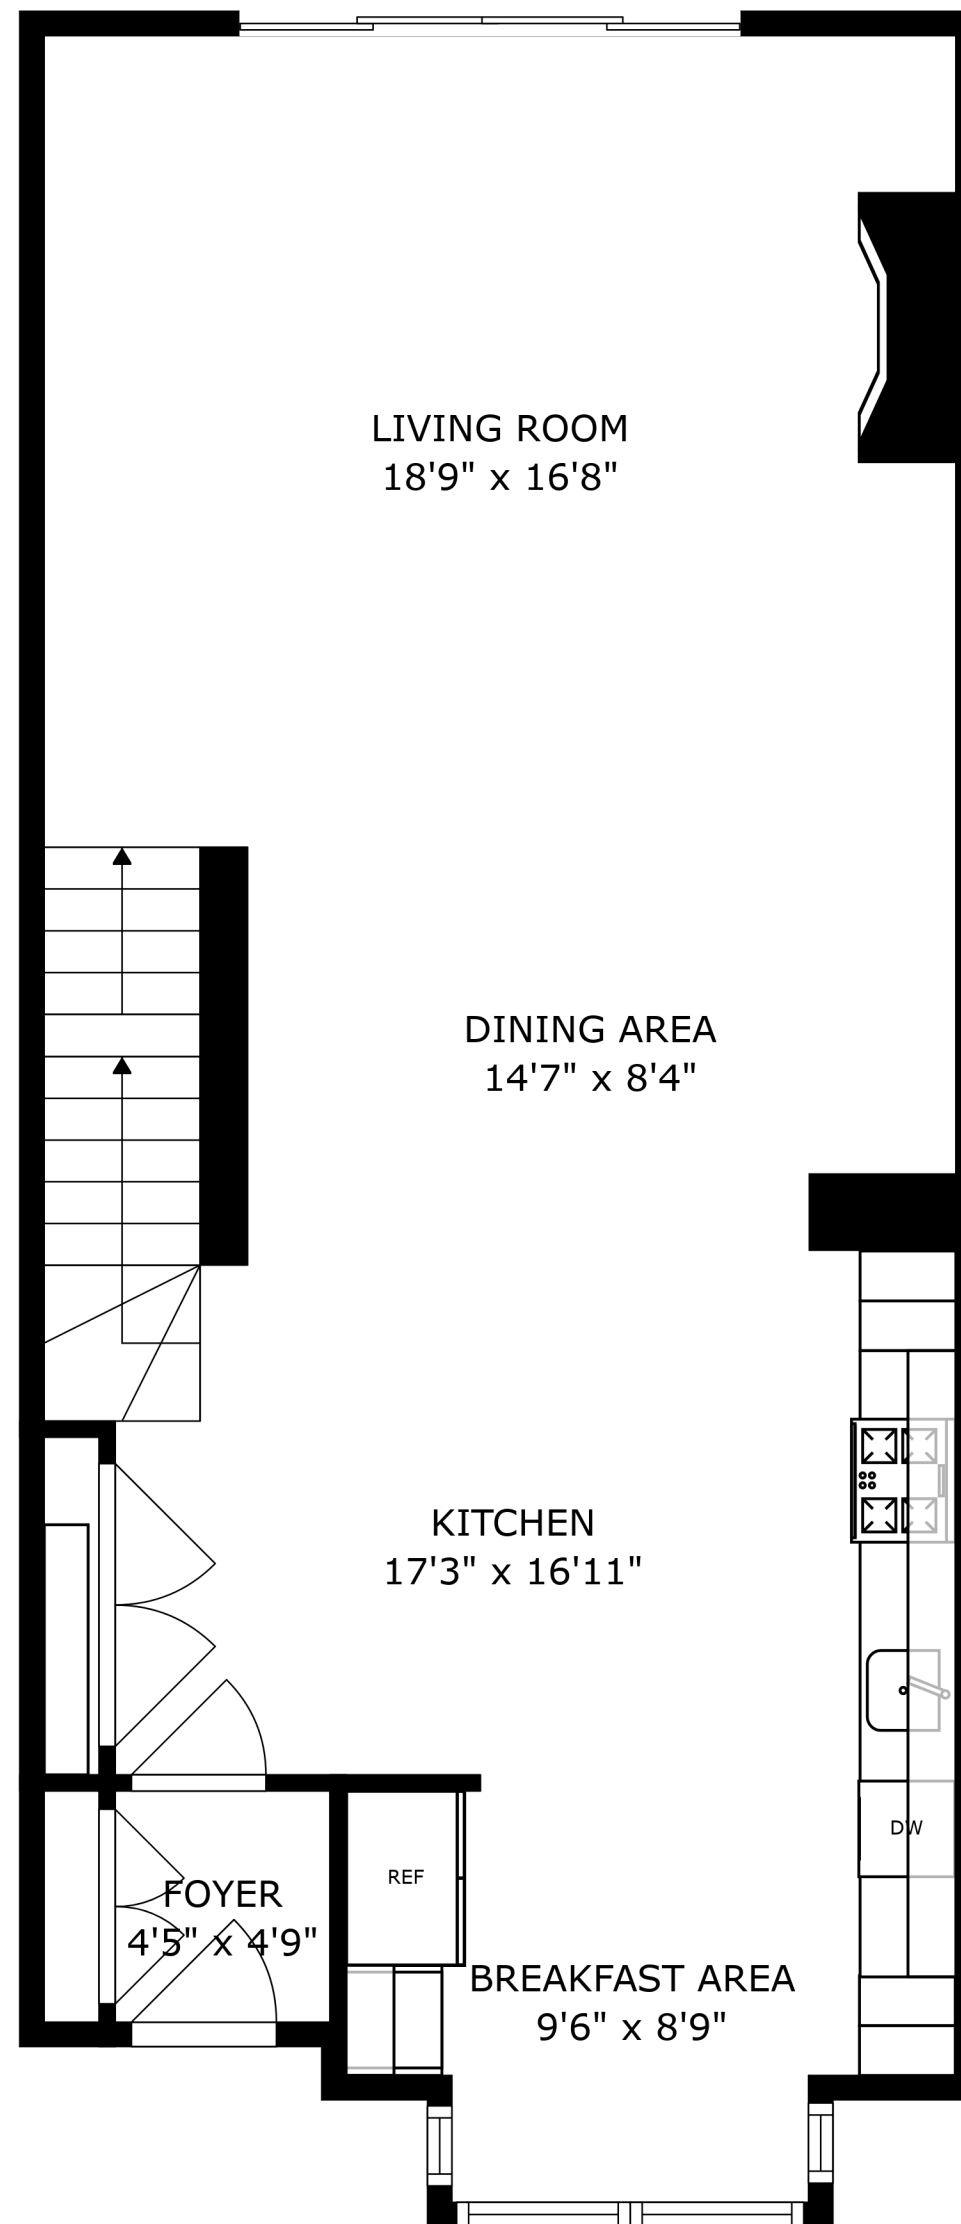 LIVING ROOM
18'9" x 16'8"
DINING AREA
14'7" x 8'4"
KITCHEN
17'3" x 16'11"
DW
REF
FOYER
4'5" x 4'9"
BREAKFAST AREA
9'6" x 8'9"